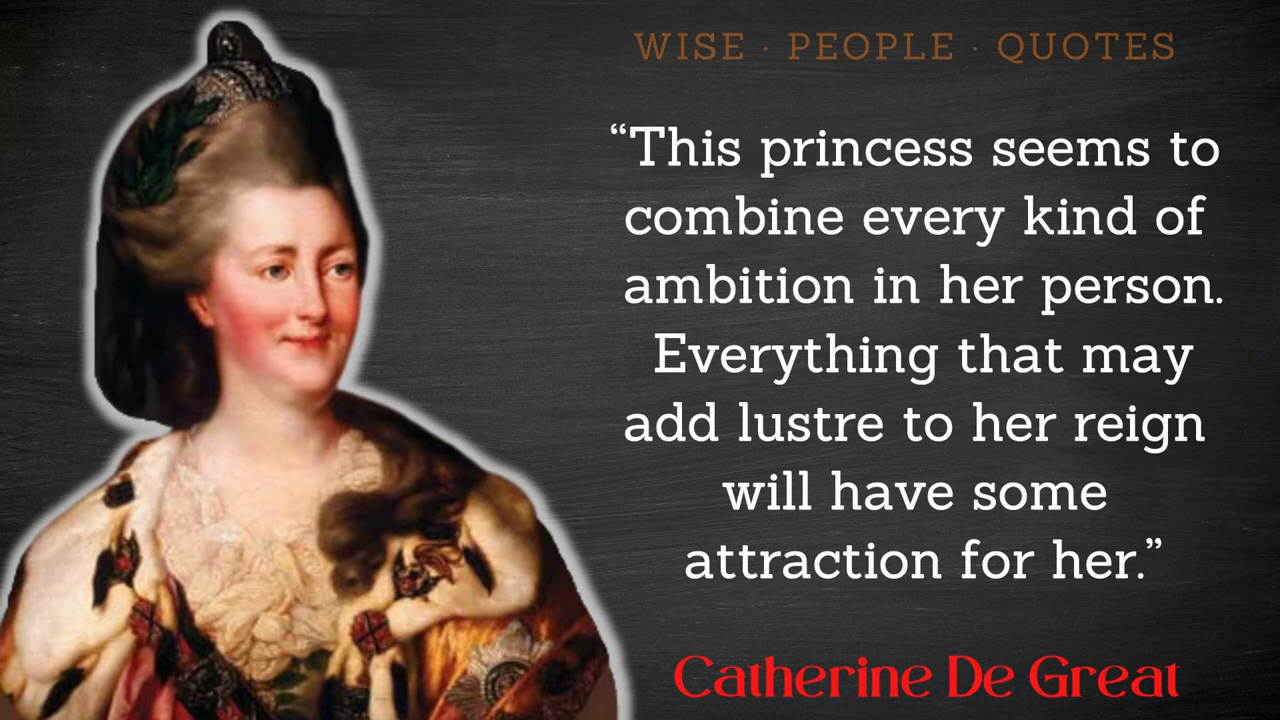 WISE · PEOPLE · QUOTES
“This princess seems to
combine every kind of
ambition in her person.
Everything that may
add lustre to her reign
will have some
attraction for her.”
Catherine De Great